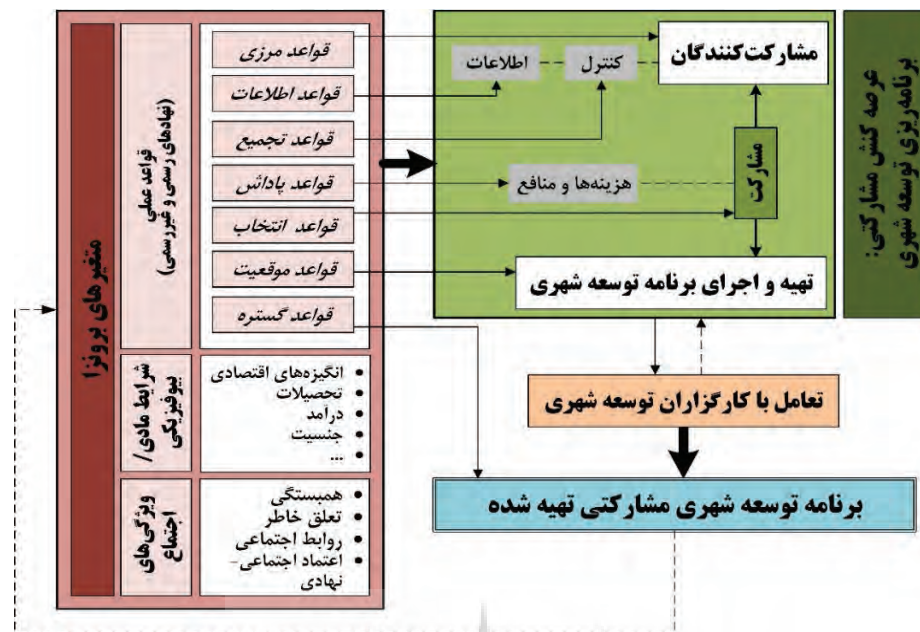 عرصه کنش مشارکتی:
برنامه‌ریزی توسعه شهری
مشارکت‌کنندگان
کنترل
اطلاعات
مشارکت
هزینه‌ها و منافع
تهیه و اجرای برنامه توسعه شهری
تعامل با کارگزاران توسعه شهری
برنامه توسعه شهری مشارکتی تهیه شده
قواعد مرزی
قواعد اطلاعات
قواعد تجمیع
قواعد پاداش
قواعد انتخاب
قواعد موقعیت
قواعد گستره
قواعد عملی
(نهادهای رسمی و غیررسمی)
متغیرهای برونزا
شرایط مادی/
بیوفیزیکی
• انگیزه‌های اقتصادی
• تحصیلات
• درآمد
• جنسیت
• ...
ویژگی‌های
اجتماع
• همبستگی
• تعلق خاطر
• روابط اجتماعی
• اعتماد اجتماعی-
نهادی